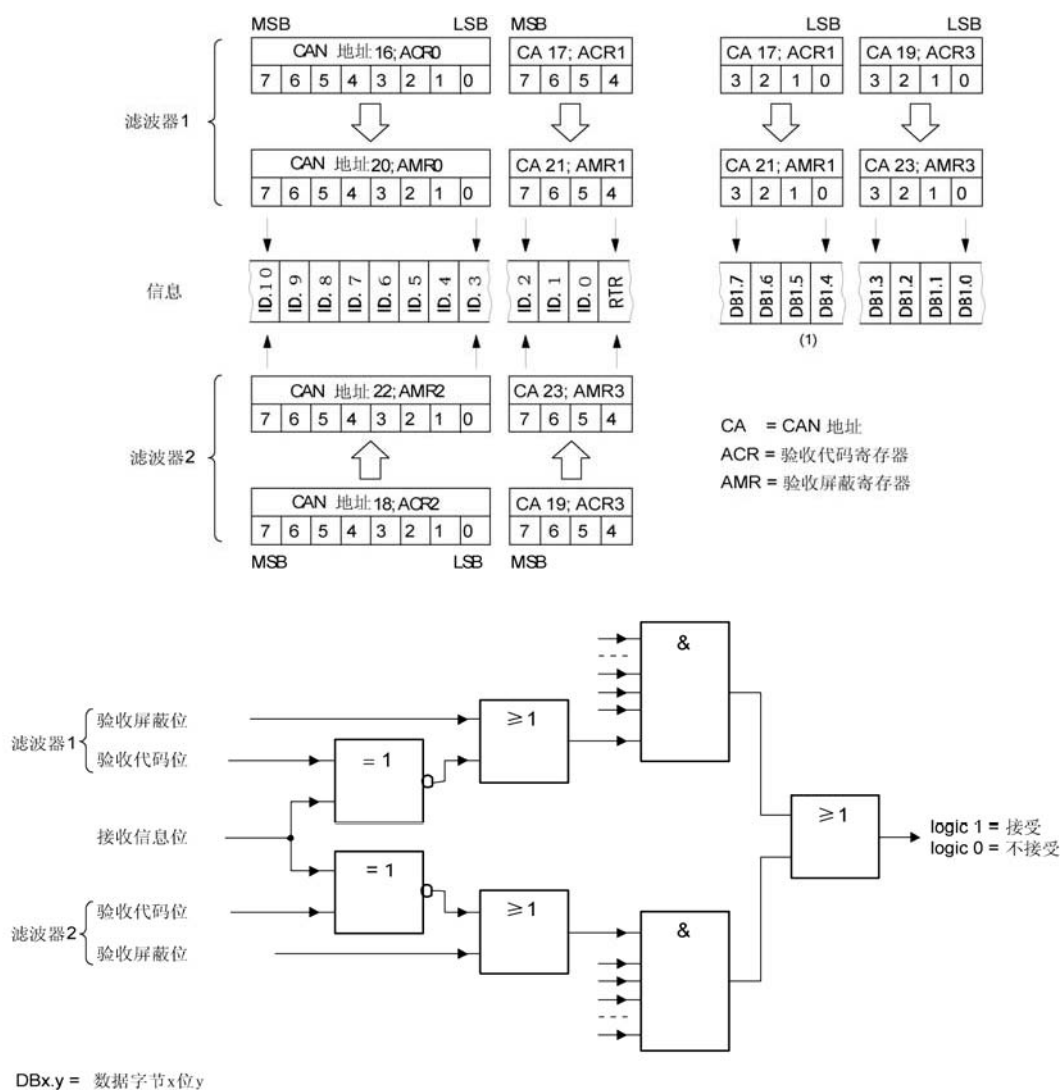 MSB LSB MSB LSB LSB
CAN 地址16;ACR0 CA 17; ACR1 CA 17; ACR1 CA 19; ACR3
7 6 5 4 3 2 1 0 7 6 5 4 3 2 1 0 3 2 1 0
滤波器1
CAN 地址20;AMR0 CA 21; AMR1 CA 21; AMR1 CA 23; AMR3
7 6 5 4 3 2 1 0 7 6 5 4 3 2 1 0 3 2 1 0
信息
ID.10 ID.9 ID.8 ID.7 ID.6 ID.5 ID.4 ID.3 ID.2 ID.1 ID.0 RTR DB1.7 DB1.6 DB1.5 DB1.4 DB1.3 DB1.2 DB1.1 DB1.0
(1)
CAN 地址22;AMR2 CA 23; AMR3
7 6 5 4 3 2 1 0 7 6 5 4
滤波器2
CAN 地址18;ACR2 CA 19; ACR3
7 6 5 4 3 2 1 0 7 6 5 4
MSB LSB MSB
CA = CAN 地址
ACR = 验收代码寄存器
AMR = 验收屏蔽寄存器
&
滤波器1
验收屏蔽位
验收代码位
≥1
= 1
接收信息位
≥1
logic 1 = 接受
logic 0 = 不接受
= 1
滤波器2
验收代码位
验收屏蔽位
≥1
&
DBx.y = 数据字节x位y